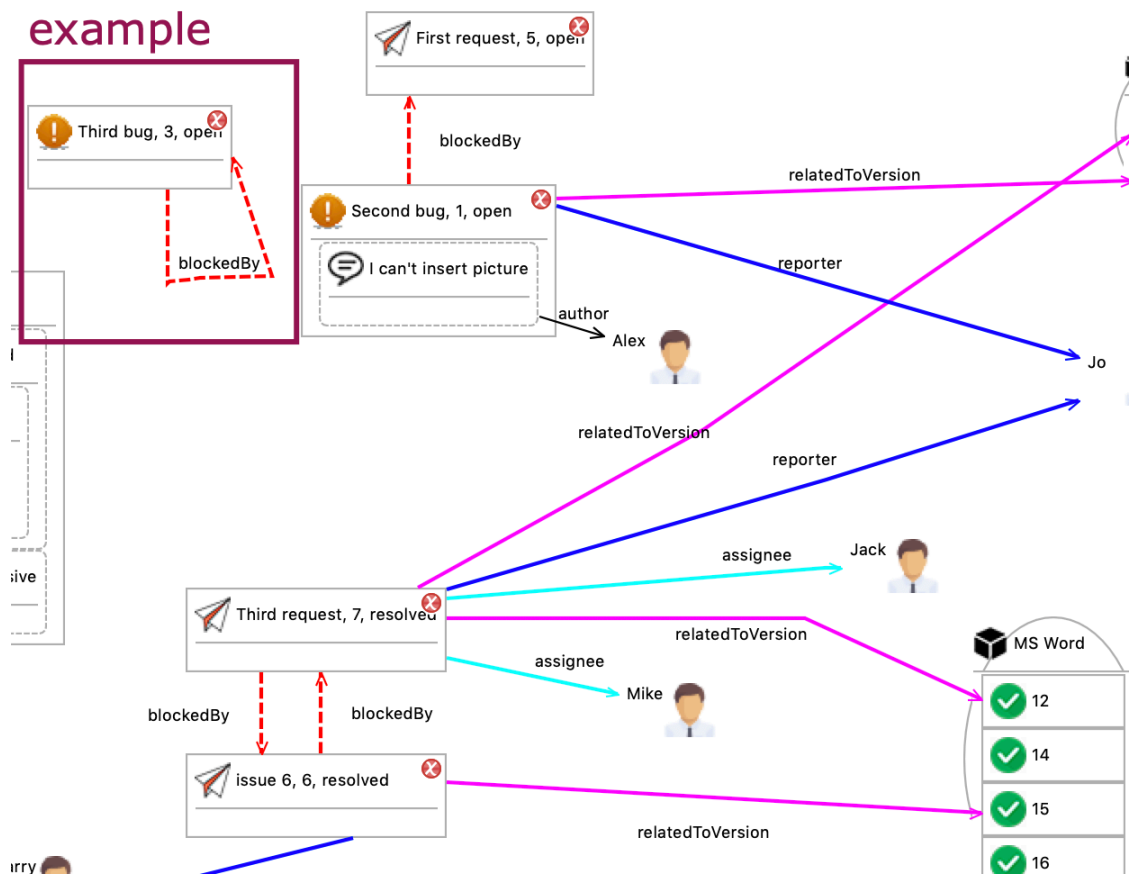 example
First request, 5, open
Third bug, 3, open
blockedBy
relatedToVersion
Second bug, 1, open
blockedBy
I can't insert picture
reporter
author
Alex
Jo
relatedToVersion
reporter
assignee
Jack
sive
Third request, 7, resolved
relatedToVersion
MS Word
assignee
Mike
12
blockedBy
blockedBy
14
issue 6, 6, resolved
15
relatedToVersion
16
arry